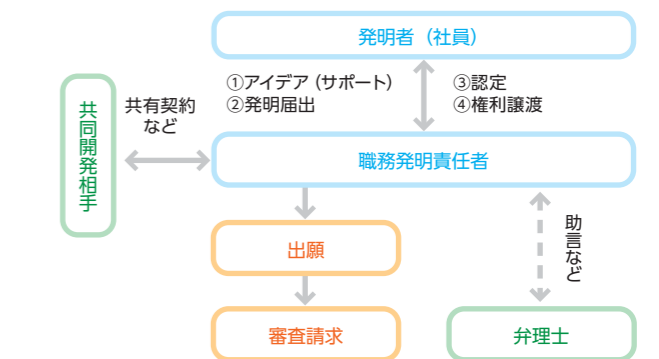 発明者（社員）
①アイデア（サポート）
②発明届出
③認定
④権利譲渡
共同開発相手
共有契約
など
職務発明責任者
出願
助言など
審査請求
弁理士